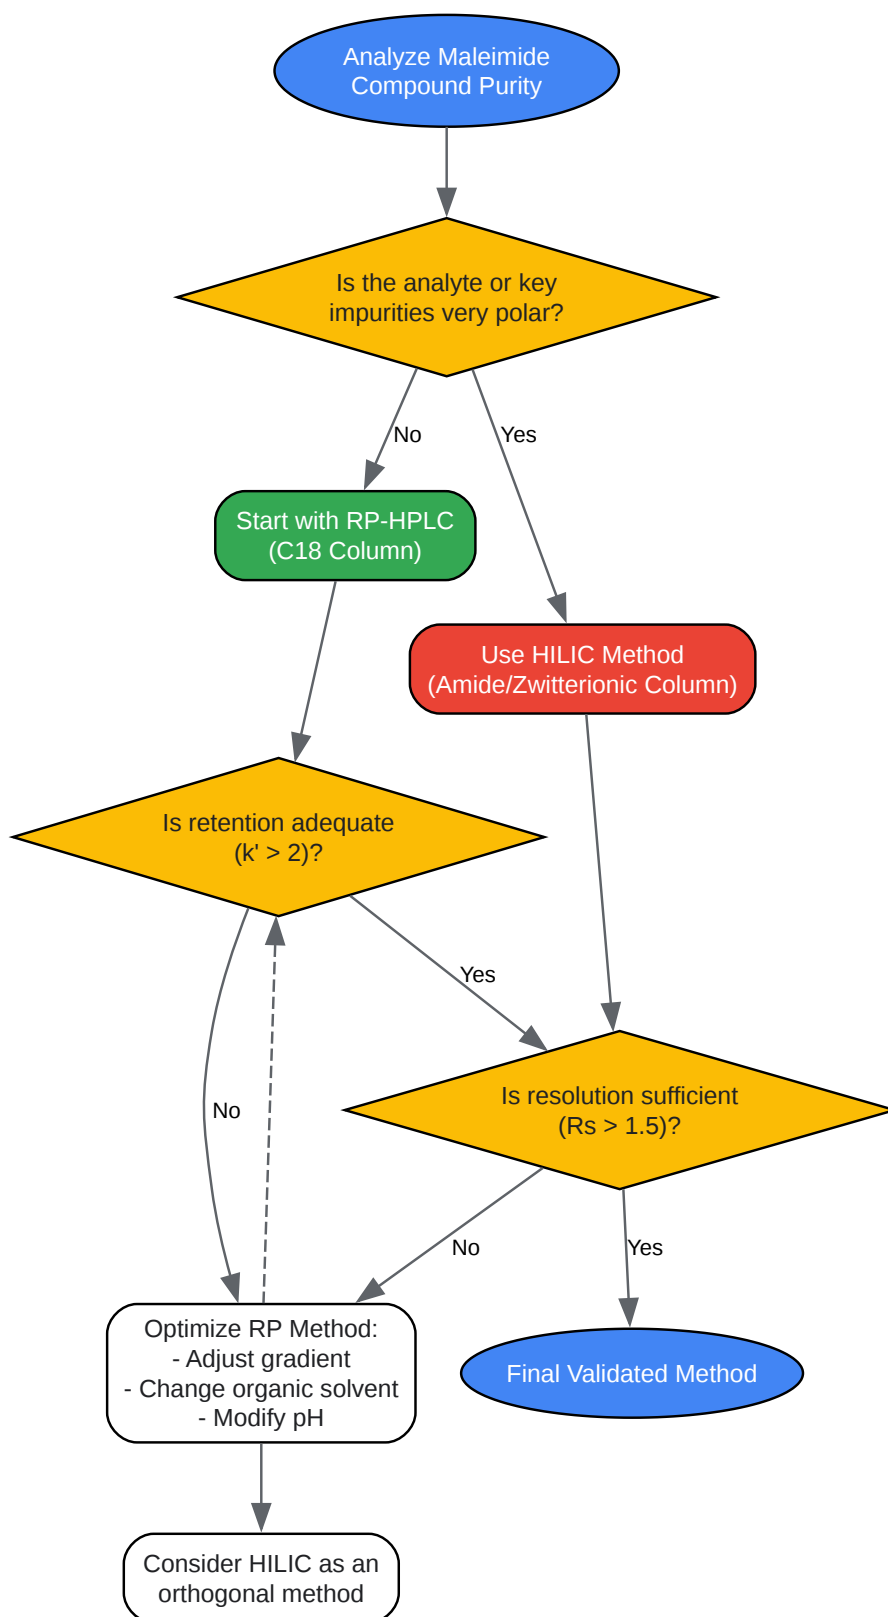 Analyze Maleimide
Compound Purity
Is the analyte or key
impurities very polar?
No
Yes
Start with RP-HPLC
(C18 Column)
Use HILIC Method
(Amide/Zwitterionic Column)
Is retention adequate
(k' > 2)?
Yes
No
Is resolution sufficient
(Rs > 1.5)?
No
Yes
Optimize RP Method:
- Adjust gradient
- Change organic solvent
- Modify pH
Final Validated Method
Consider HILIC as an
orthogonal method